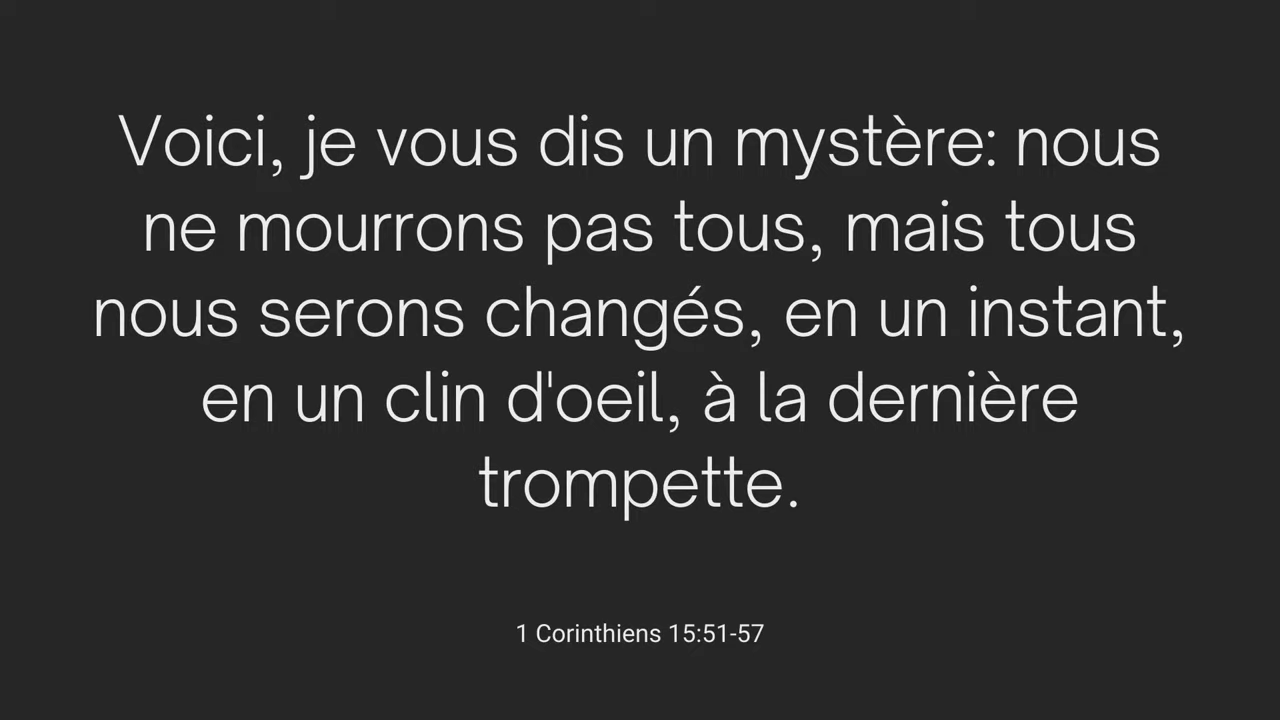 Voici, je vous dis un mystère: nous
ne mourrons pas tous, mais tous
nous serons changés, en un instant,
en un clin d'oeil, à la dernière
trompette.
1 Corinthiens 15:51-57